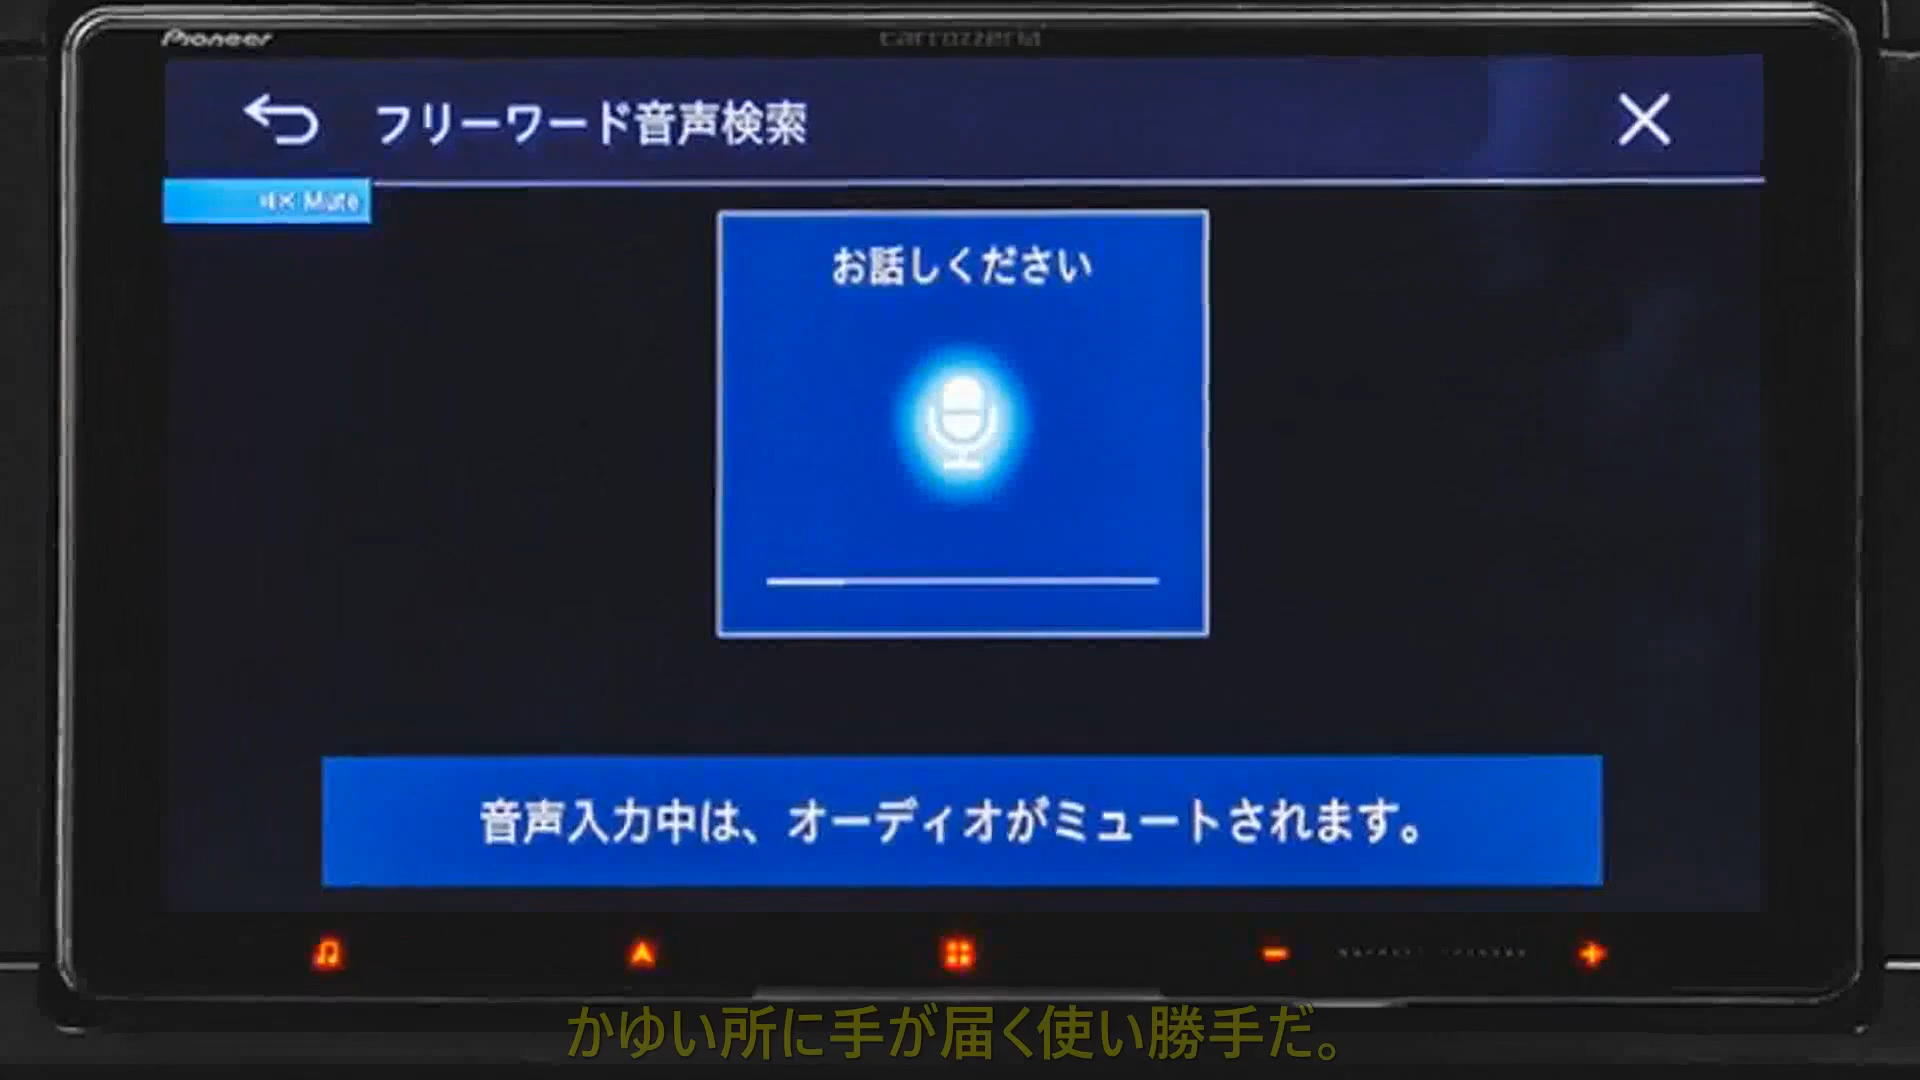 Pioneer
carrozzeria
フリーワード音声検索
Mute
お話しください
音声入力中は、オーディオがミュートされます。
かゆい所に手が届く使い勝手だ。